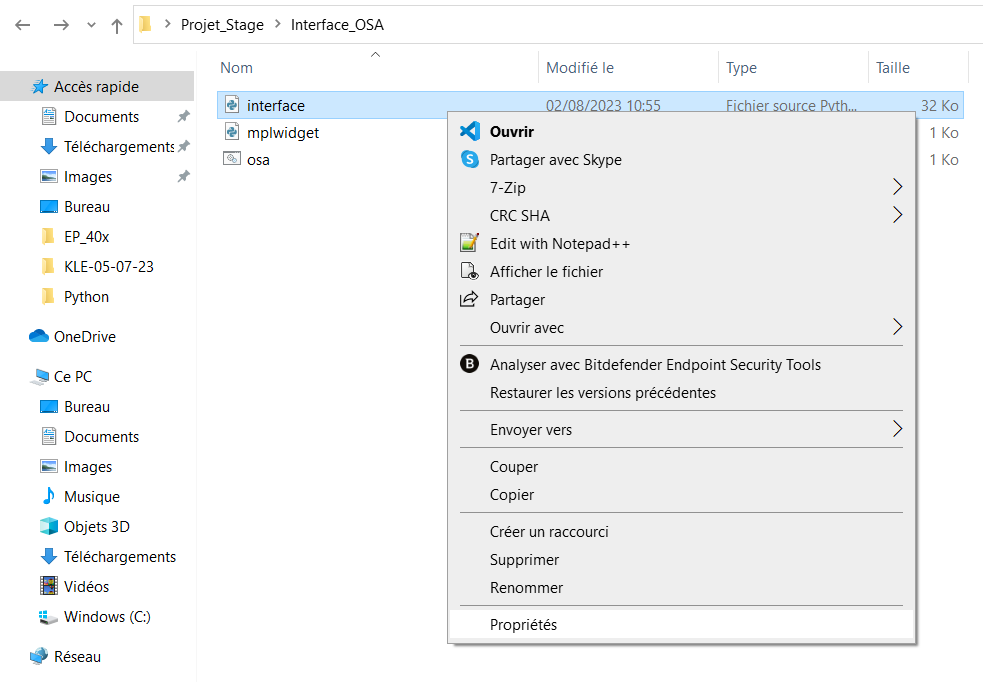 Projet_Stage > Interface_OSA
Nom Modifié le Type Taille
Accès rapide
Documents
Téléchargements
Images
Bureau
EP_40x
KLE-05-07-23
Python
OneDrive
Ce PC
Bureau
Documents
Images
Musique
Objets 3D
Téléchargements
Vidéos
Windows (C:)
Réseau
interface 02/08/2023 10:55 Fichier source Pyth... 32 Ko
mplwidget 1 Ko
osa 1 Ko
Ouvrir
Partager avec Skype
7-Zip
CRC SHA
Edit with Notepad++
Afficher le fichier
Partager
Ouvrir avec
Analyser avec Bitdefender Endpoint Security Tools
Restaurer les versions précédentes
Envoyer vers
Couper
Copier
Créer un raccourci
Supprimer
Renommer
Propriétés